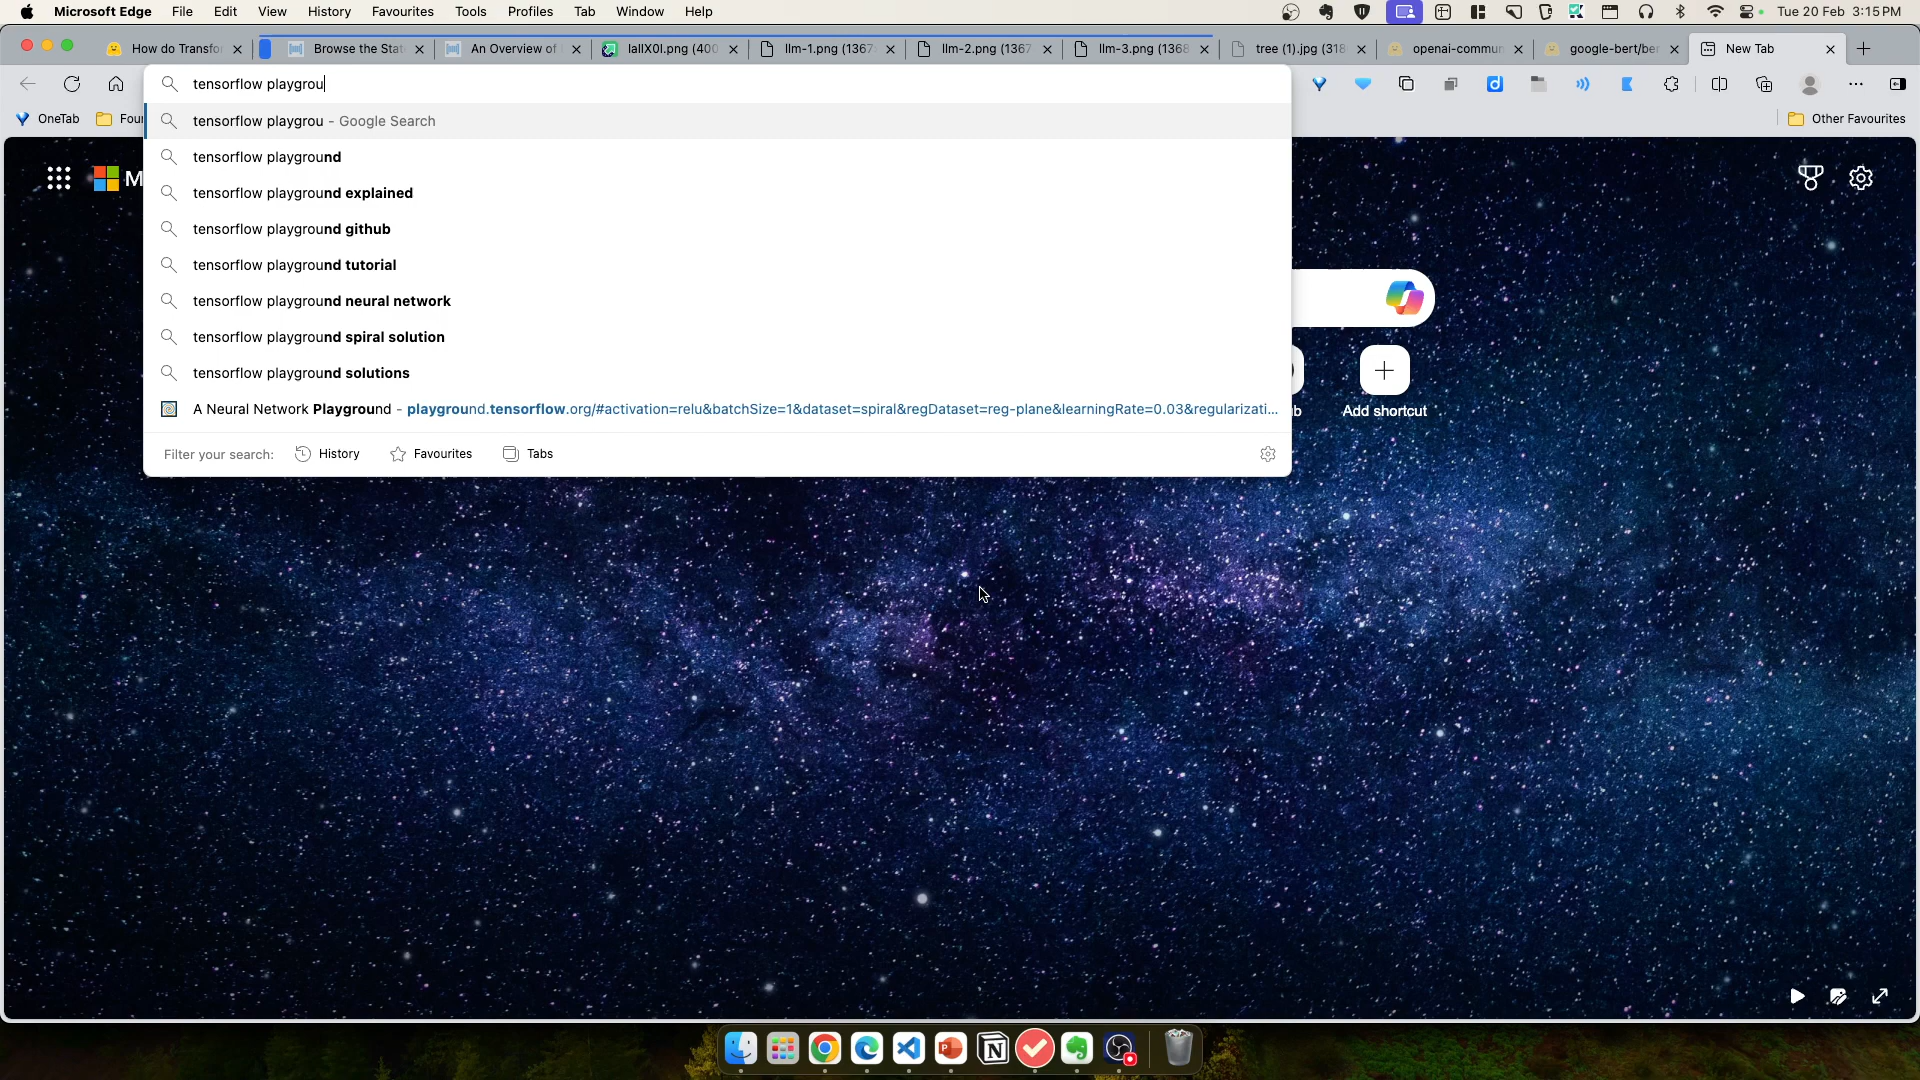 Microsoft Edge File Edit View History Favourites Tools Profiles Tab Window Help Tue 20 Feb 3:15 PM
How do Transfo Browse the Stat An Overview of lallX0l.png (400 llm-1.png (1367 llm-2.png (1367 llm-3.png (1368 tree (1).jpg (318 openai-commun google-bert/ber New Tab
tensorflow playgrou
OneTab Four Other Favourites
tensorflow playgrou - Google Search
tensorflow playground
M
tensorflow playground explained
tensorflow playground github
tensorflow playground tutorial
tensorflow playground neural network
tensorflow playground spiral solution
tensorflow playground solutions
A Neural Network Playground - playground.tensorflow.org/#activation=relu&batchSize=1&dataset=spiral&regDataset=reg-plane&learningRate=0.03&regularizati...
b Add shortcut
Filter your search: History Favourites Tabs